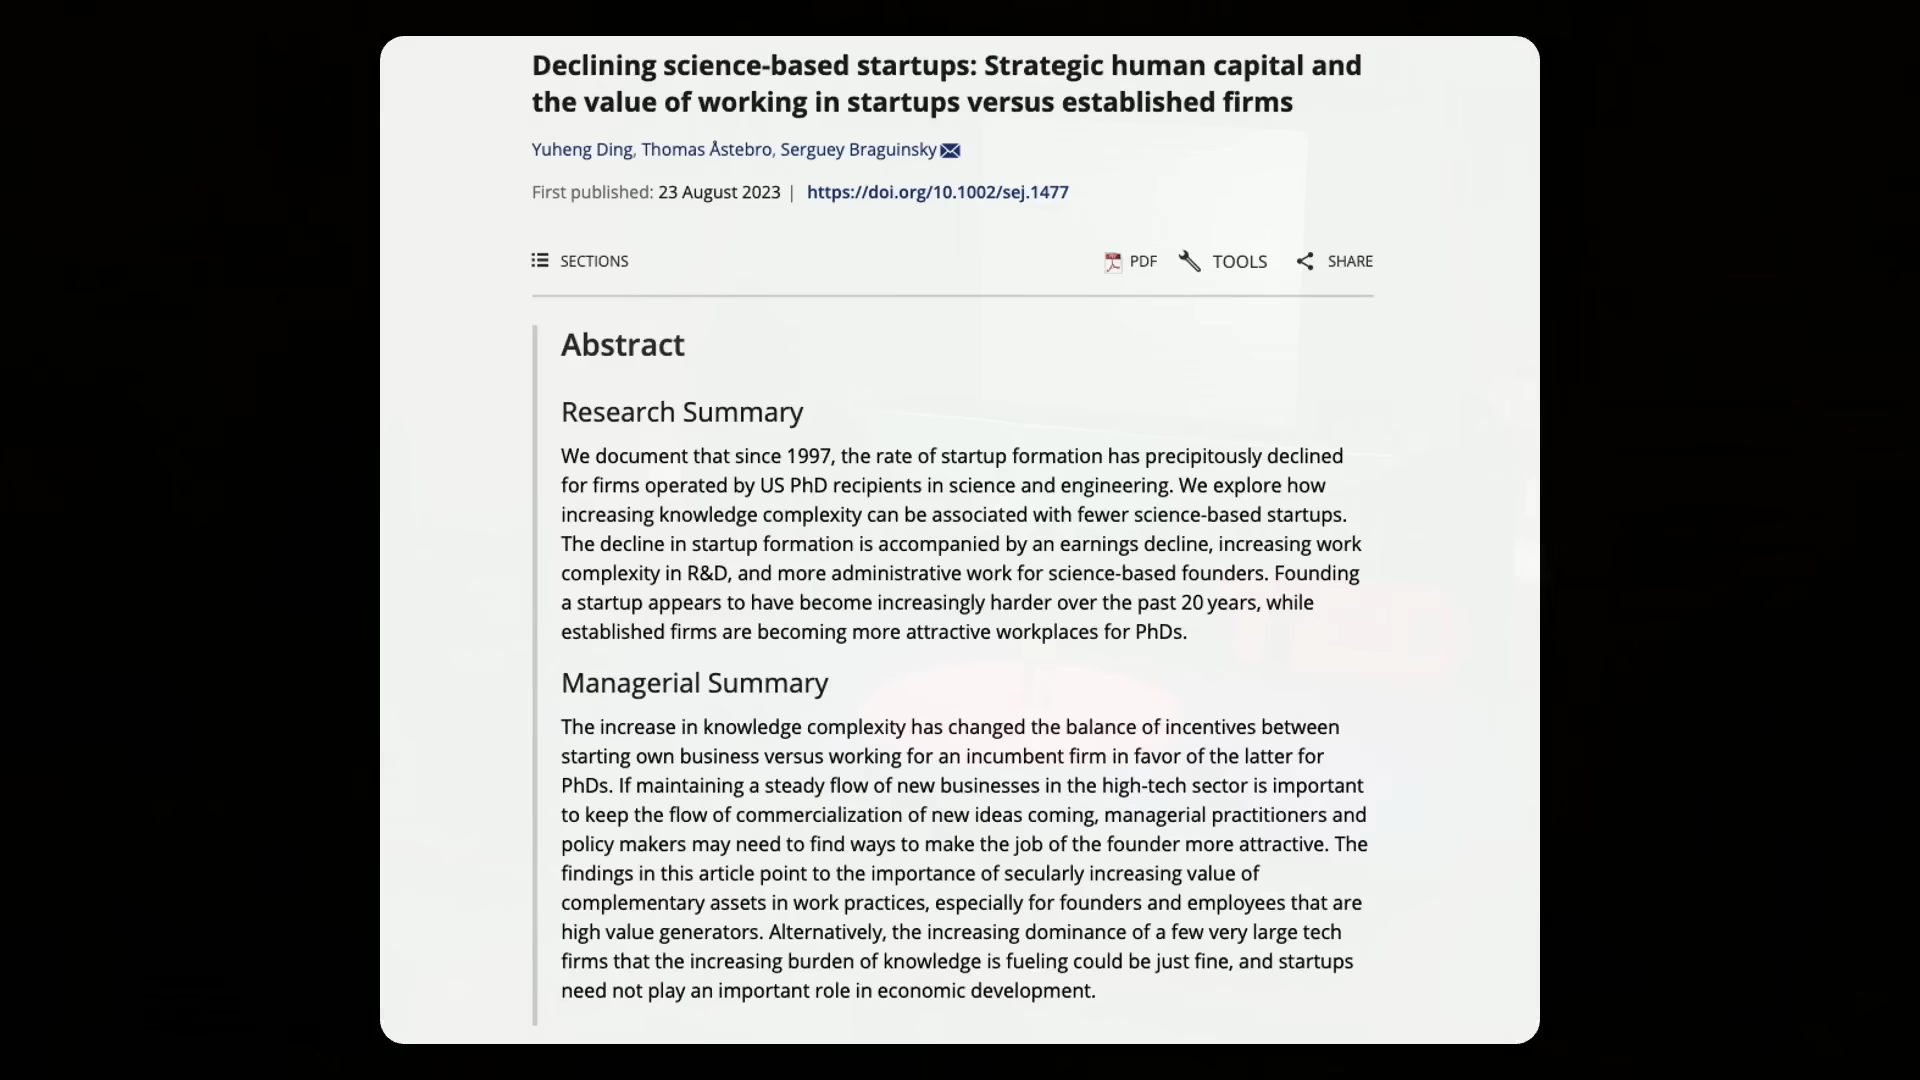 Declining science-based startups: Strategic human capital and
the value of working in startups versus established firms
Yuheng Ding, Thomas Åstebro, Serguey Braguinsky
First published: 23 August 2023 | https://doi.org/10.1002/sej.1477
SECTIONS PDF TOOLS SHARE
Abstract
Research Summary
We document that since 1997, the rate of startup formation has precipitously declined
for firms operated by US PhD recipients in science and engineering. We explore how
increasing knowledge complexity can be associated with fewer science-based startups.
The decline in startup formation is accompanied by an earnings decline, increasing work
complexity in R&D, and more administrative work for science-based founders. Founding
a startup appears to have become increasingly harder over the past 20 years, while
established firms are becoming more attractive workplaces for PhDs.
Managerial Summary
The increase in knowledge complexity has changed the balance of incentives between
starting own business versus working for an incumbent firm in favor of the latter for
PhDs. If maintaining a steady flow of new businesses in the high-tech sector is important
to keep the flow of commercialization of new ideas coming, managerial practitioners and
policy makers may need to find ways to make the job of the founder more attractive. The
findings in this article point to the importance of secularly increasing value of
complementary assets in work practices, especially for founders and employees that are
high value generators. Alternatively, the increasing dominance of a few very large tech
firms that the increasing burden of knowledge is fueling could be just fine, and startups
need not play an important role in economic development.